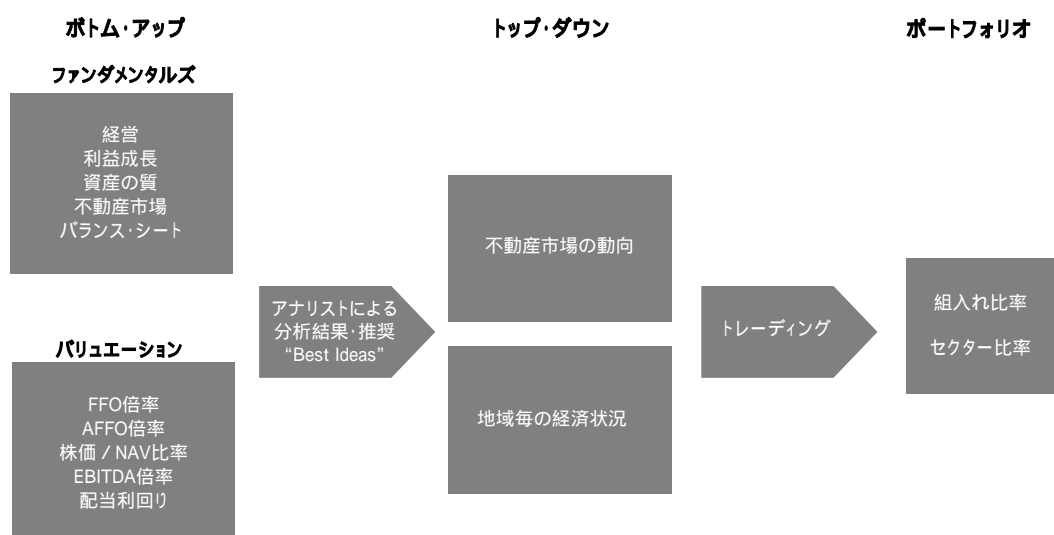 ボトム・アップ
トップ・ダウン
ポートフォリオ
ファンダメンタルズ
経営
利益成長
資産の質
不動産市場
バランス・シート
バリュエーション
FFO倍率
AFFO倍率
株価 / NAV比率
EBITDA倍率
配当利回り
アナリストによる
分析結果・推奨
“Best Ideas”
不動産市場の動向
地域毎の経済状況
トレーディング
組入れ比率
セクター比率